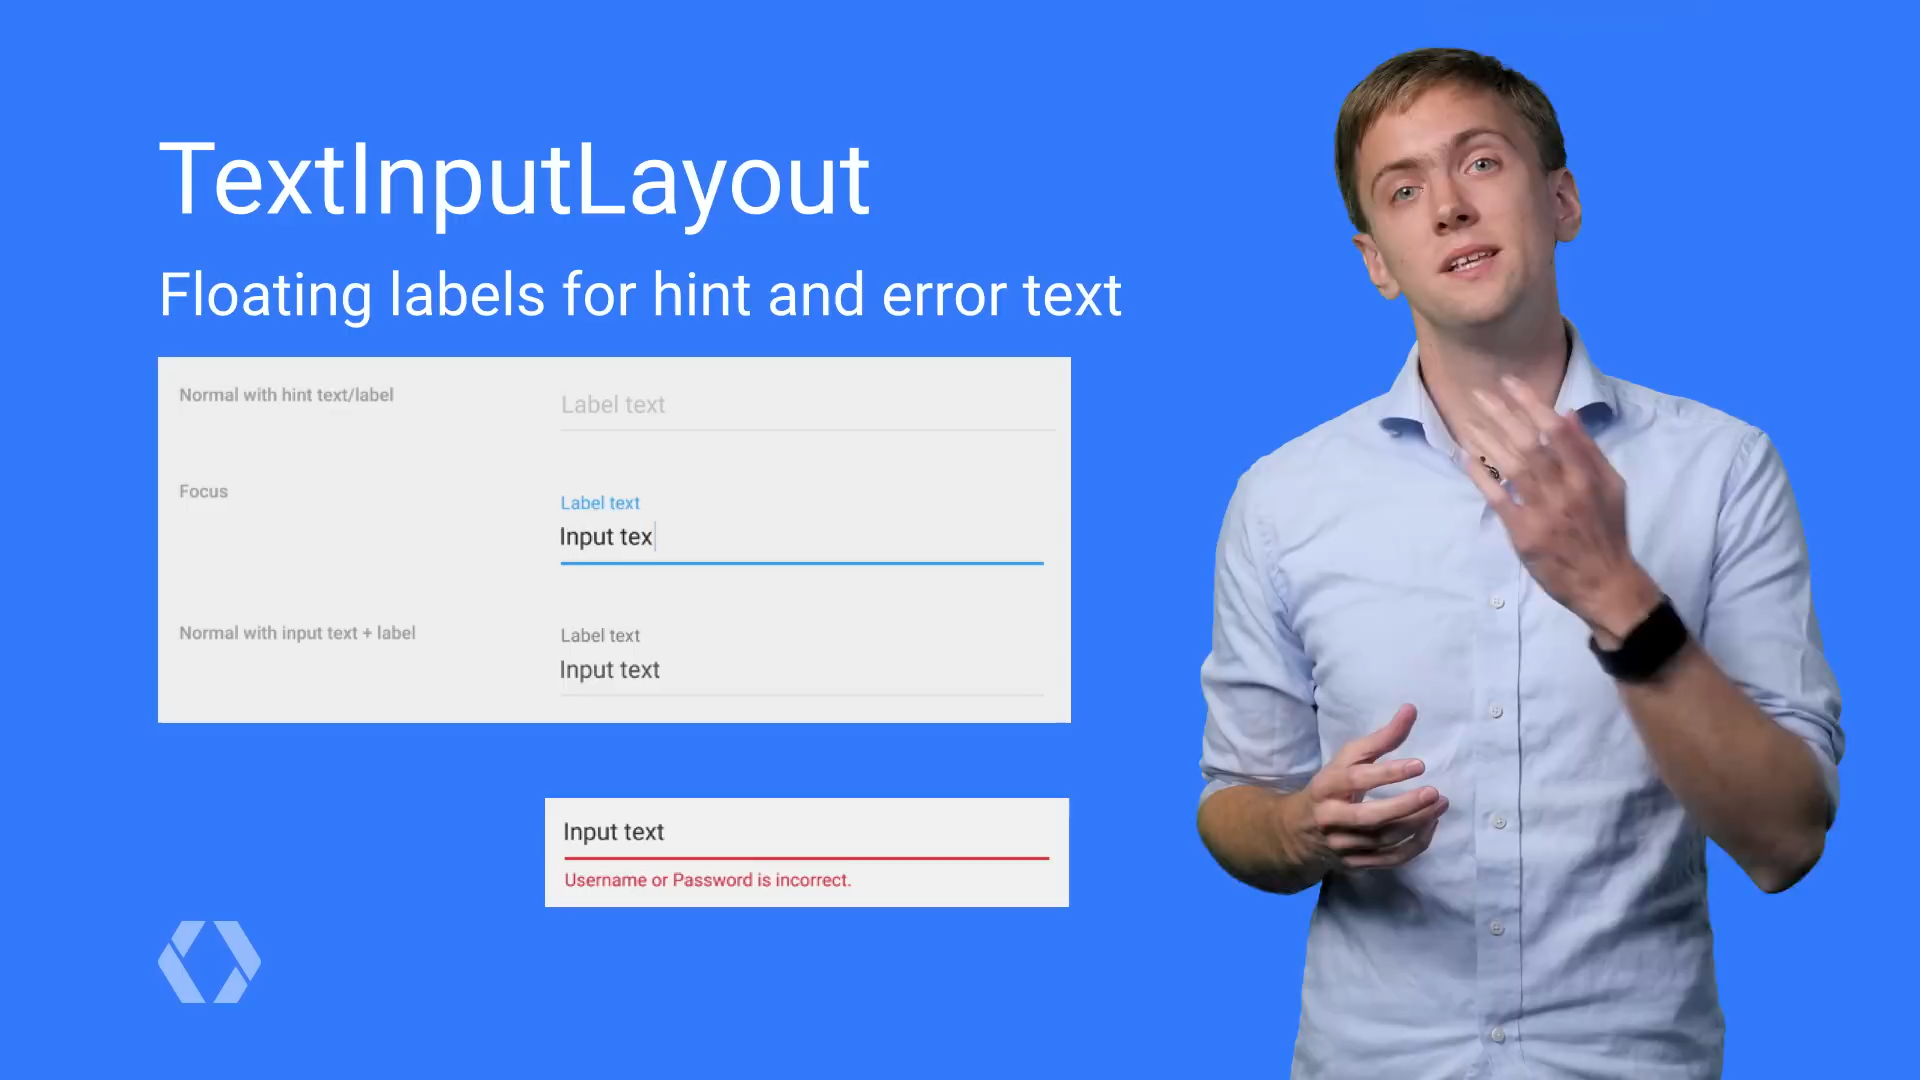 TextInputLayout
Floating labels for hint and error text
Normal with hint text/label
Label text
Focus
Label text
Input tex
Normal with input text + label
Label text
Input text
Input text
Username or Password is incorrect.